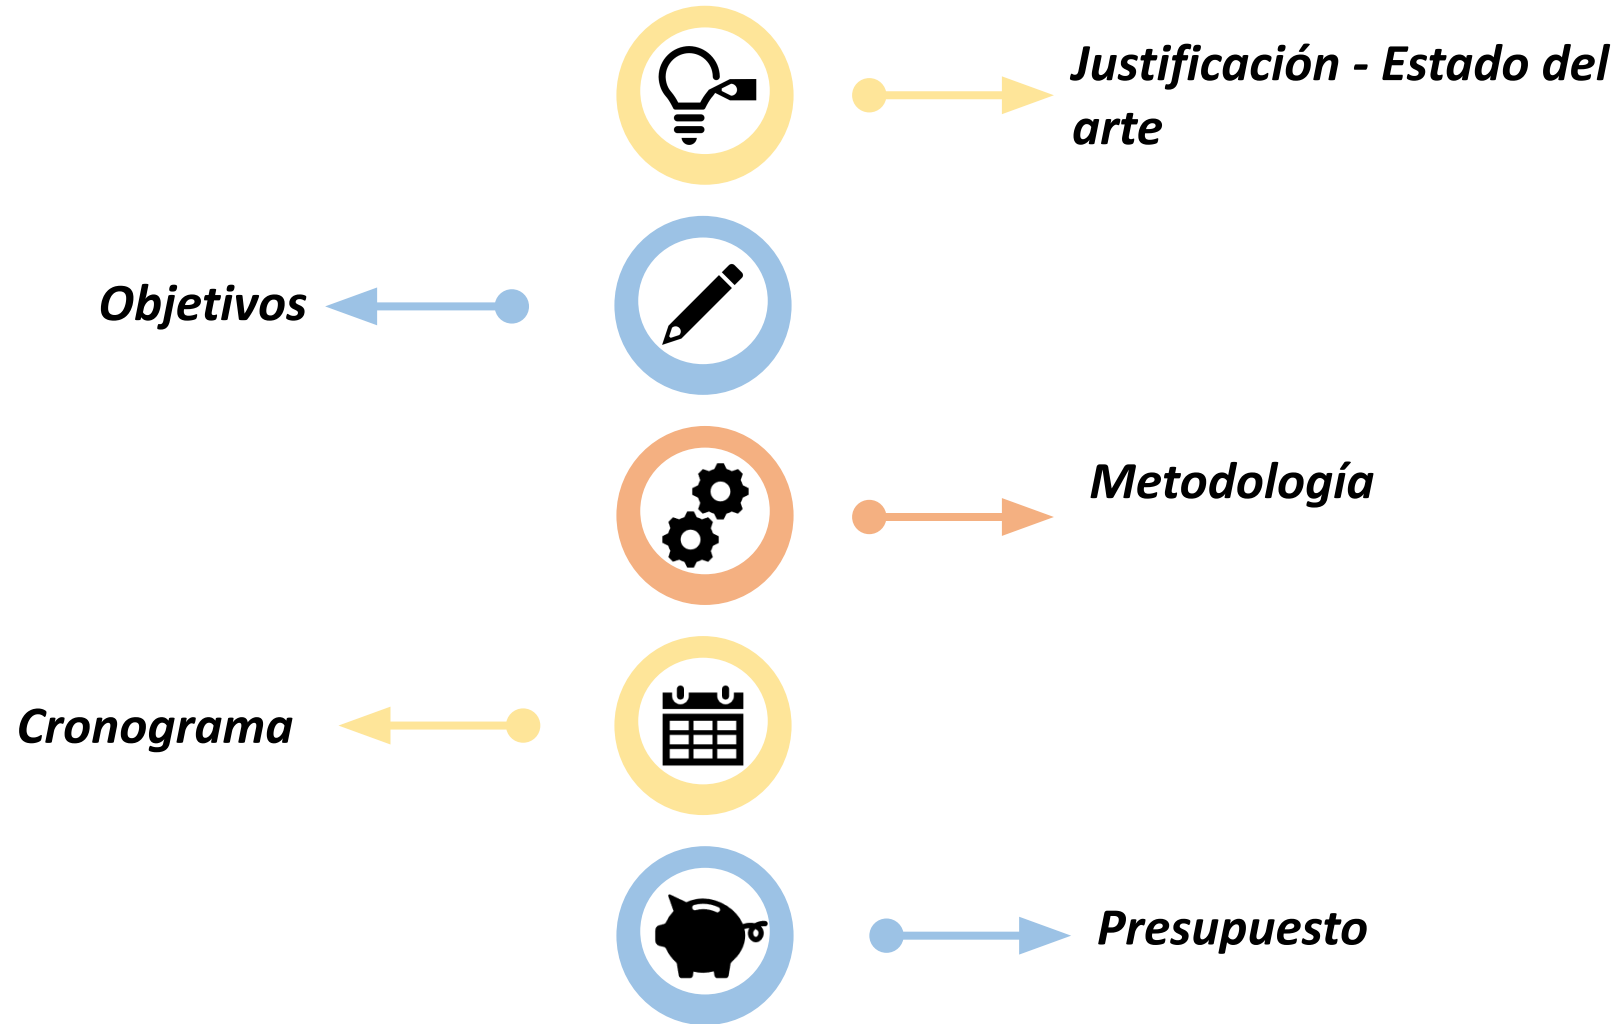 Justificación - Estado del
arte
Objetivos
Metodología
Cronograma
Presupuesto